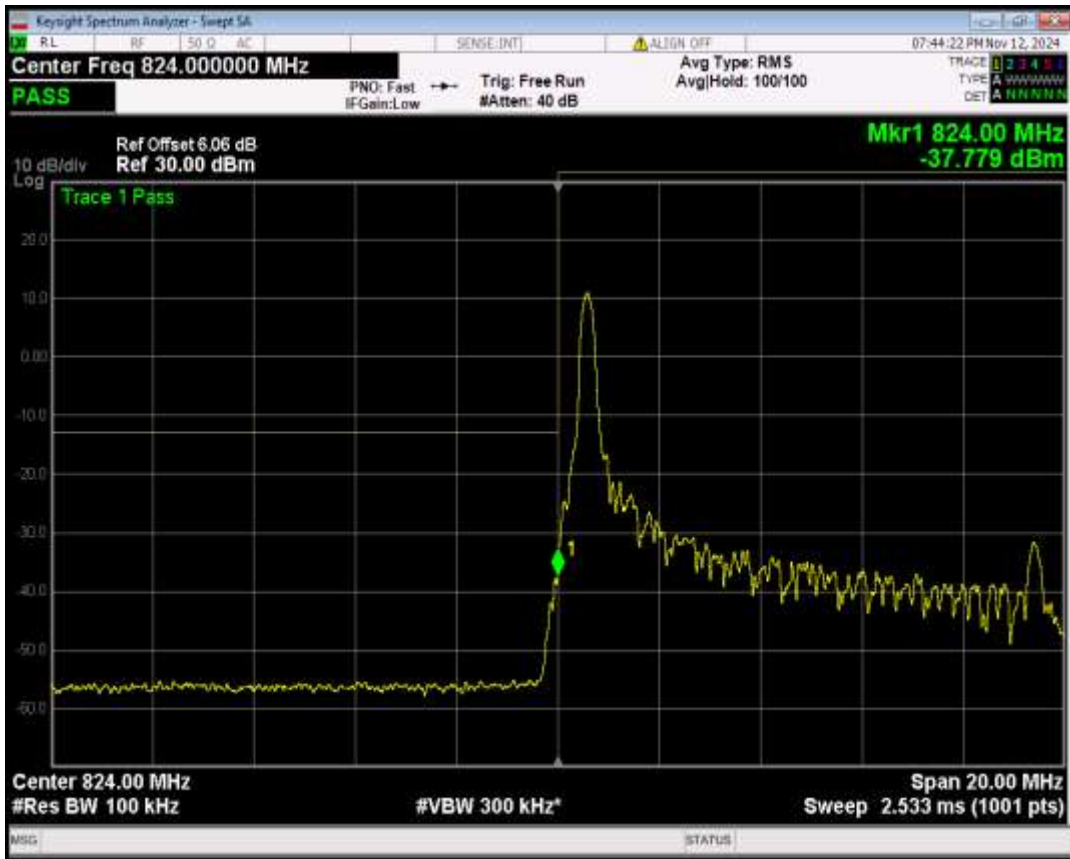 Keysight Spectrum Analyzer - Swept SA
RL RF 50 Ω AC SENSE:INT ALIGN OFF 07:44:22 PM Nov 12, 2024
Center Freq 824.000000 MHz
PASS
PNO: Fast
IFGain:Low
Trig: Free Run
#Atten: 40 dB
Avg Type: RMS
Avg|Hold: 100/100
TRACE 1 2 3 4 5 6
TYPE A WWWWW
DET A N N N N N
Mkr1 824.00 MHz
-37.779 dBm
Ref Offset 6.06 dB
10 dB/div Ref 30.00 dBm
Log
Trace 1 Pass
20.0
10.0
0.00
-10.0
-20.0
-30.0
1
-40.0
-50.0
-60.0
Center 824.00 MHz Span 20.00 MHz
#Res BW 100 kHz #VBW 300 kHz* Sweep 2.533 ms (1001 pts)
MSG STATUS